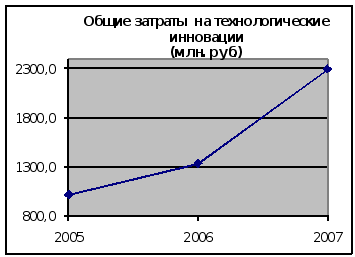 Общие затраты на технологические
инновации
(млн. руб)
2300,0
1800,0
1300,0
800,0
2005 2006 2007